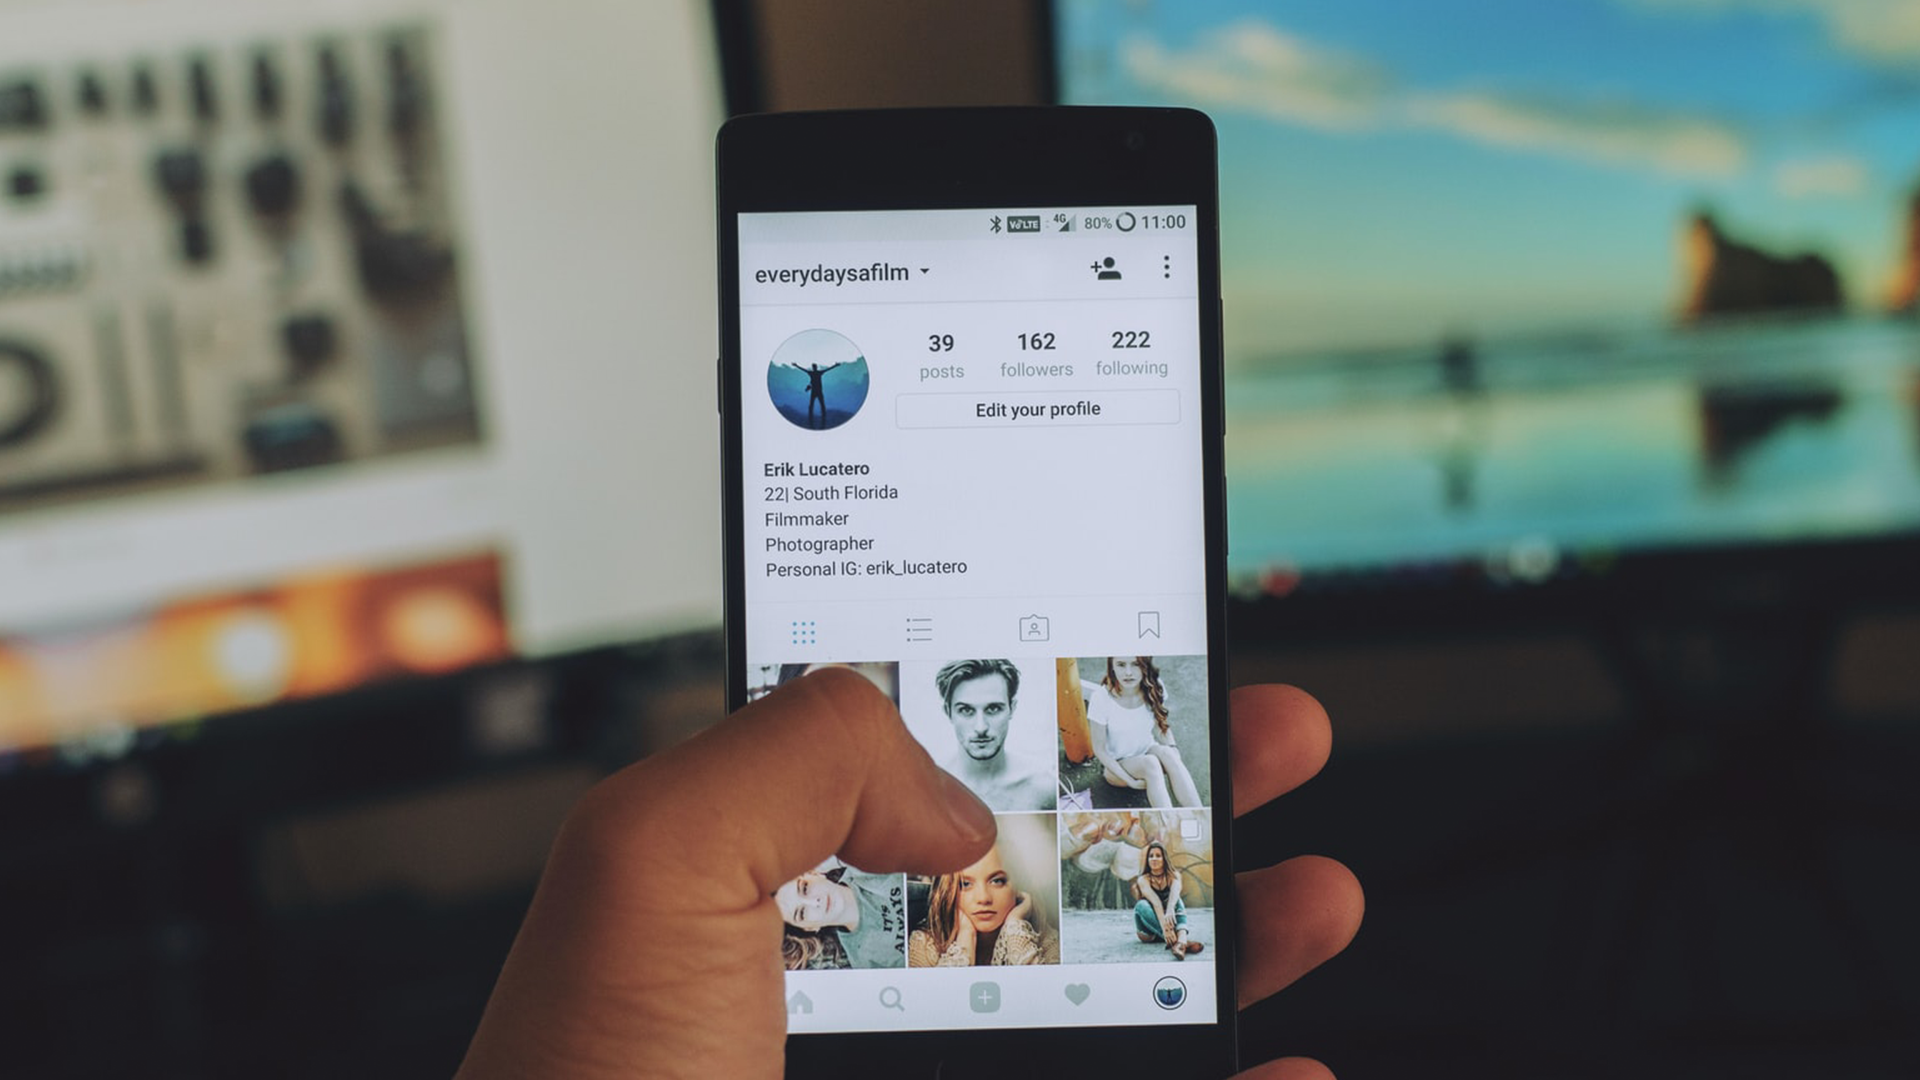 VoLTE 4G 80% 11:00
everydaysafilm
39 162 222
posts followers following
Edit your profile
Erik Lucatero
22| South Florida
Filmmaker
Photographer
Personal IG: erik_lucatero
IT'S
ALWAYS